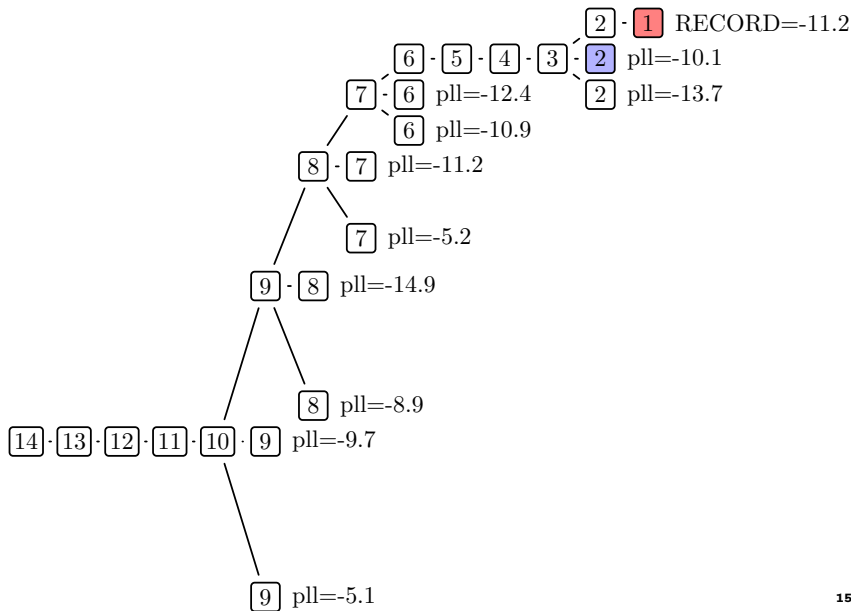 2 1 RECORD=-11.2
6 5 4 3 2 pll=-10.1
7 6 pll=-12.4 2 pll=-13.7
6 pll=-10.9
8 7 pll=-11.2
7 pll=-5.2
9 8 pll=-14.9
8 pll=-8.9
14 13 12 11 10 9 pll=-9.7
9 pll=-5.1
15